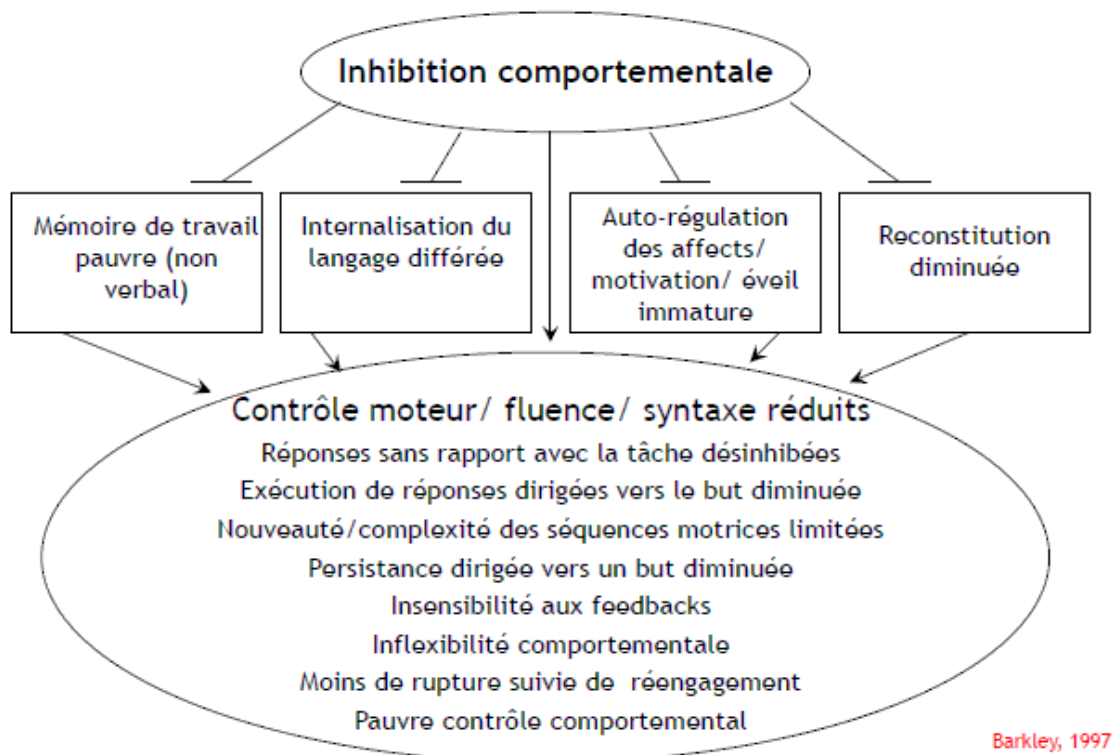 Inhibition comportementale
Mémoire de travail
pauvre (non
verbal)
Internalisation du
langage différée
Auto-régulation
des affects/
motivation/ éveil
immature
Reconstitution
diminuée
Contrôle moteur/ fluence/ syntaxe réduits
Réponses sans rapport avec la tâche désinhibées
Exécution de réponses dirigées vers le but diminuée
Nouveauté/complexité des séquences motrices limitées
Persistance dirigée vers un but diminuée
Insensibilité aux feedbacks
Inflexibilité comportementale
Moins de rupture suivie de réengagement
Pauvre contrôle comportemental
Barkley, 1997